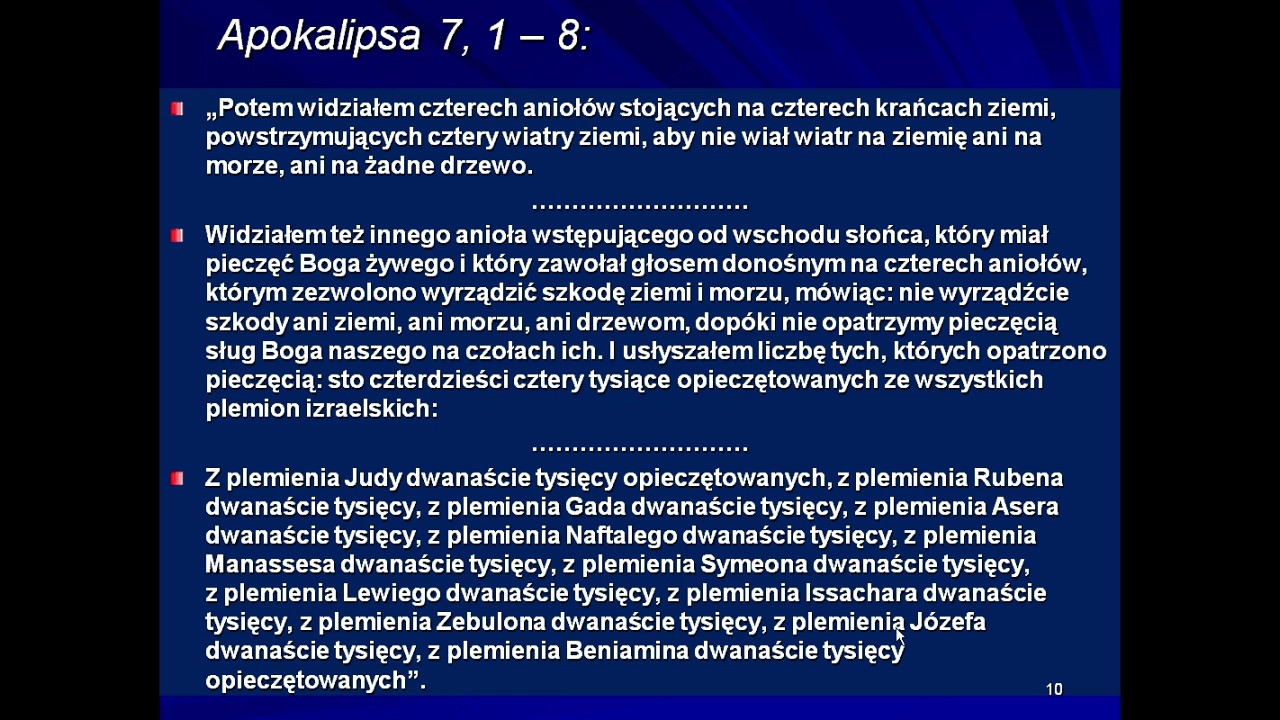 Apokalipsa 7, 1 – 8:
„Potem widziałem czterech aniołów stojących na czterech krańcach ziemi,
powstrzymujących cztery wiatry ziemi, aby nie wiał wiatr na ziemię ani na
morze, ani na żadne drzewo.
...........................
Widziałem też innego anioła wstępującego od wschodu słońca, który miał
pieczęć Boga żywego i który zawołał głosem donośnym na czterech aniołów,
którym zezwolono wyrządzić szkodę ziemi i morzu, mówiąc: nie wyrządźcie
szkody ani ziemi, ani morzu, ani drzewom, dopóki nie opatrzymy pieczęcią
sług Boga naszego na czołach ich. I usłyszałem liczbę tych, których opatrzono
pieczęcią: sto czterdzieści cztery tysiące opieczętowanych ze wszystkich
plemion izraelskich:
...........................
Z plemienia Judy dwanaście tysięcy opieczętowanych, z plemienia Rubena
dwanaście tysięcy, z plemienia Gada dwanaście tysięcy, z plemienia Asera
dwanaście tysięcy, z plemienia Naftalego dwanaście tysięcy, z plemienia
Manassesa dwanaście tysięcy, z plemienia Symeona dwanaście tysięcy,
z plemienia Lewiego dwanaście tysięcy, z plemienia Issachara dwanaście
tysięcy, z plemienia Zebulona dwanaście tysięcy, z plemienia Józefa
dwanaście tysięcy, z plemienia Beniamina dwanaście tysięcy
opieczętowanych”.
10